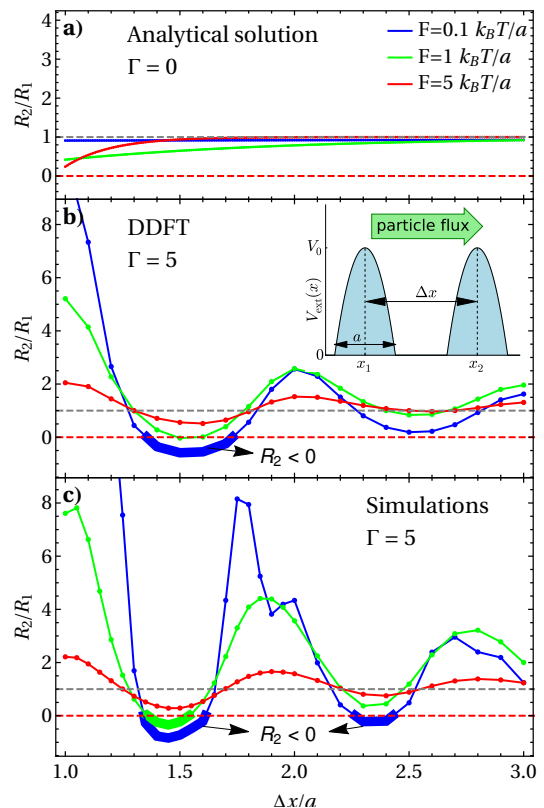 a)
Analytical solution
Γ = 0
F=0.1 k_BT/a
F=1 k_BT/a
F=5 k_BT/a
R₂/R₁
4
3
2
1
0
b)
DDFT
Γ = 5
particle flux
V₀
V_ext(x)
Δx
a
0
x₁
x₂
R₂/R₁
8
6
4
2
0
R₂ < 0
c)
Simulations
Γ = 5
R₂/R₁
8
6
4
2
0
R₂ < 0
1.0
1.5
2.0
2.5
3.0
Δx/a